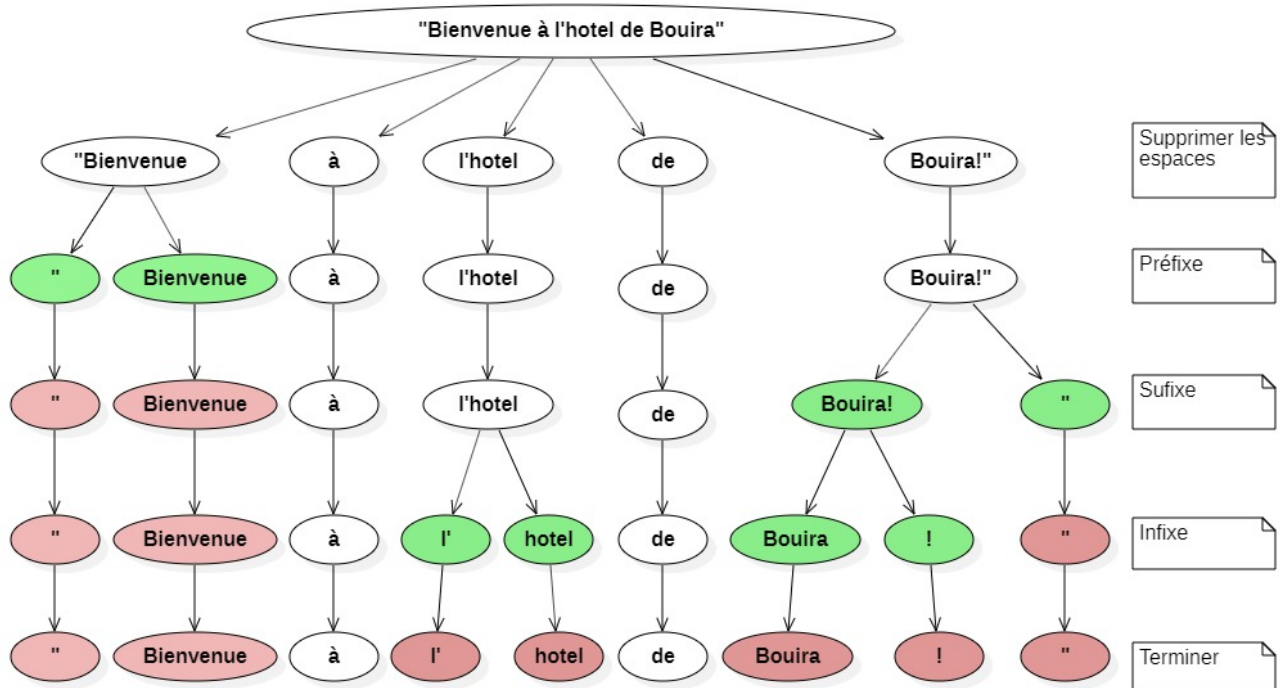 "Bienvenue à l'hotel de Bouira"
"Bienvenue à l'hotel de Bouira!" Supprimer les
espaces
" Bienvenue à l'hotel de Bouira!" Préfixe
" Bienvenue à l'hotel de Bouira! " Sufixe
" Bienvenue à l' hotel de Bouira ! " Infixe
" Bienvenue à l' hotel de Bouira ! " Terminer